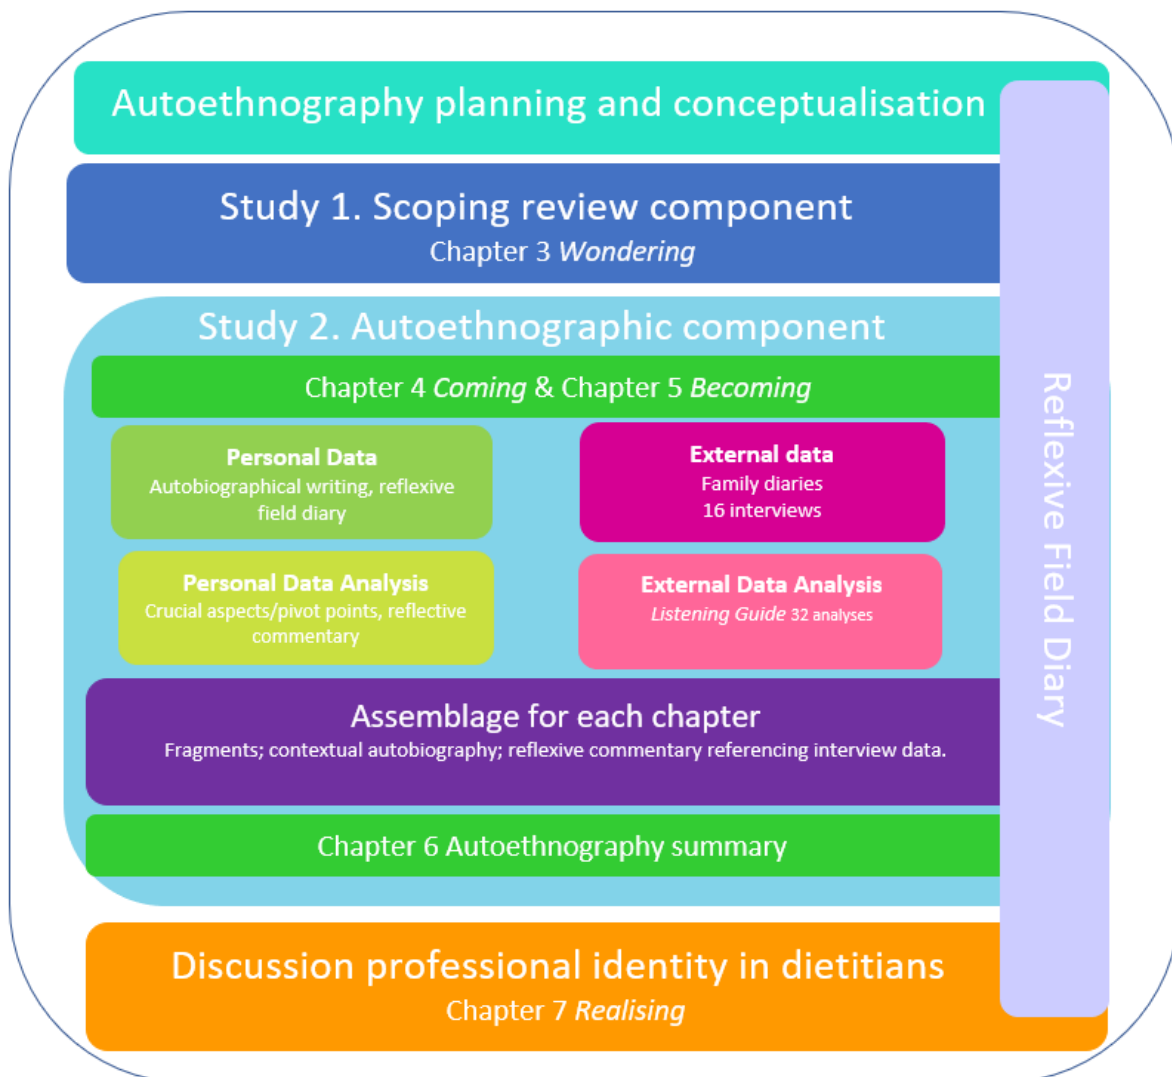 Autoethnography planning and conceptualisation
Study 1. Scoping review component
Chapter 3 Wondering
Study 2. Autoethnographic component
Chapter 4 Coming & Chapter 5 Becoming
Personal Data
Autobiographical writing, reflexive
field diary
External data
Family diaries
16 interviews
Personal Data Analysis
Crucial aspects/pivot points, reflective
commentary
External Data Analysis
Listening Guide 32 analyses
Assemblage for each chapter
Fragments; contextual autobiography; reflexive commentary referencing interview data.
Chapter 6 Autoethnography summary
Discussion professional identity in dietitians
Chapter 7 Realising
Reflexive Field Diary